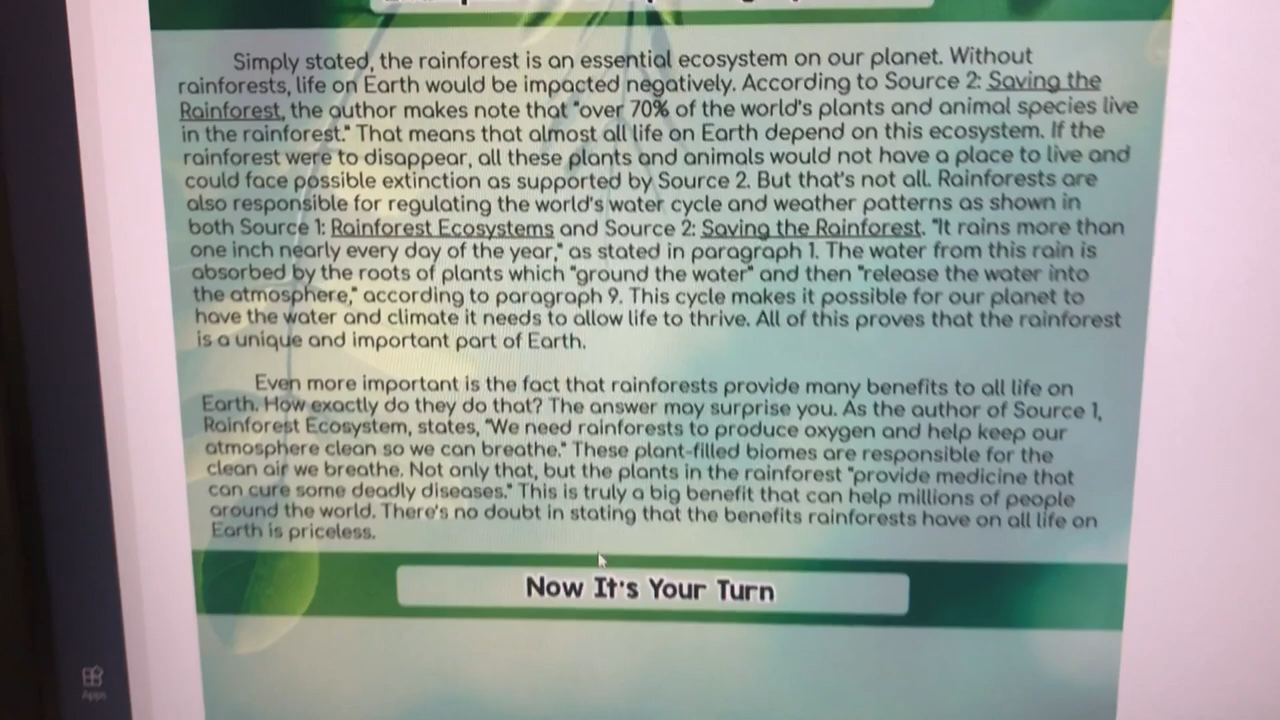 Simply stated, the rainforest is an essential ecosystem on our planet. Without
rainforests, life on Earth would be impacted negatively. According to Source 2: Saving the
Rainforest, the author makes note that "over 70% of the world's plants and animal species live
in the rainforest." That means that almost all life on Earth depend on this ecosystem. If the
rainforest were to disappear, all these plants and animals would not have a place to live and
could face possible extinction as supported by Source 2. But that's not all. Rainforests are
also responsible for regulating the world's water cycle and weather patterns as shown in
both Source 1: Rainforest Ecosystems and Source 2: Saving the Rainforest. "It rains more than
one inch nearly every day of the year," as stated in paragraph 1. The water from this rain is
absorbed by the roots of plants which "ground the water" and then "release the water into
the atmosphere," according to paragraph 9. This cycle makes it possible for our planet to
have the water and climate it needs to allow life to thrive. All of this proves that the rainforest
is a unique and important part of Earth.
Even more important is the fact that rainforests provide many benefits to all life on
Earth. How exactly do they do that? The answer may surprise you. As the author of Source 1,
Rainforest Ecosystem, states, "We need rainforests to produce oxygen and help keep our
atmosphere clean so we can breathe." These plant-filled biomes are responsible for the
clean air we breathe. Not only that, but the plants in the rainforest "provide medicine that
can cure some deadly diseases." This is truly a big benefit that can help millions of people
around the world. There's no doubt in stating that the benefits rainforests have on all life on
Earth is priceless.
Now It's Your Turn
Apps